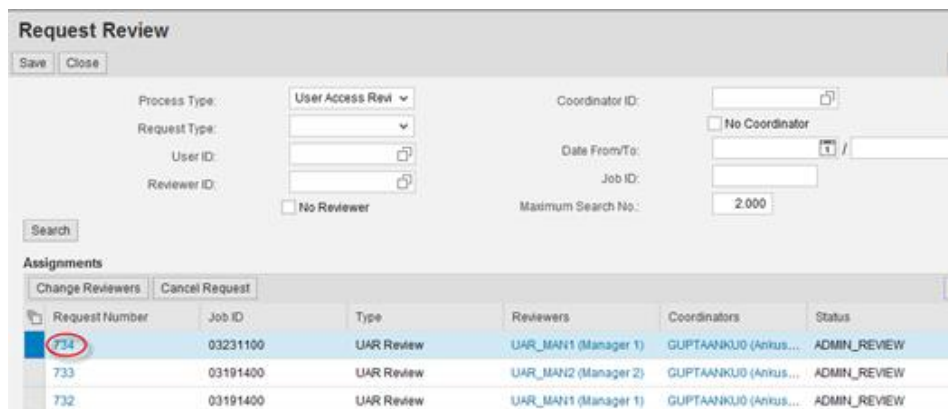 Request Review
Save Close
Process Type: User Access Revi Coordinator ID:
Request Type: No Coordinator
User ID: Date From/To: /
Reviewer ID: Job ID:
No Reviewer Maximum Search No.: 2.000
Search
Assignments
Change Reviewers Cancel Request
Request Number Job ID Type Reviewers Coordinators Status
734 03231100 UAR Review UAR_MAN1 (Manager 1) GUPTAANKU0 (Ankus... ADMIN_REVIEW
733 03191400 UAR Review UAR_MAN2 (Manager 2) GUPTAANKU0 (Ankus... ADMIN_REVIEW
732 03191400 UAR Review UAR_MAN1 (Manager 1) GUPTAANKU0 (Ankus... ADMIN_REVIEW